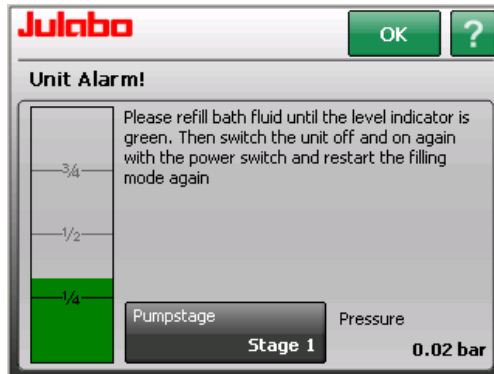 Julabo
OK
?
Unit Alarm!
Please refill bath fluid until the level indicator is
green. Then switch the unit off and on again
with the power switch and restart the filling
mode again
3/4
1/2
1/4
Pumpstage
Stage 1
Pressure
0.02 bar